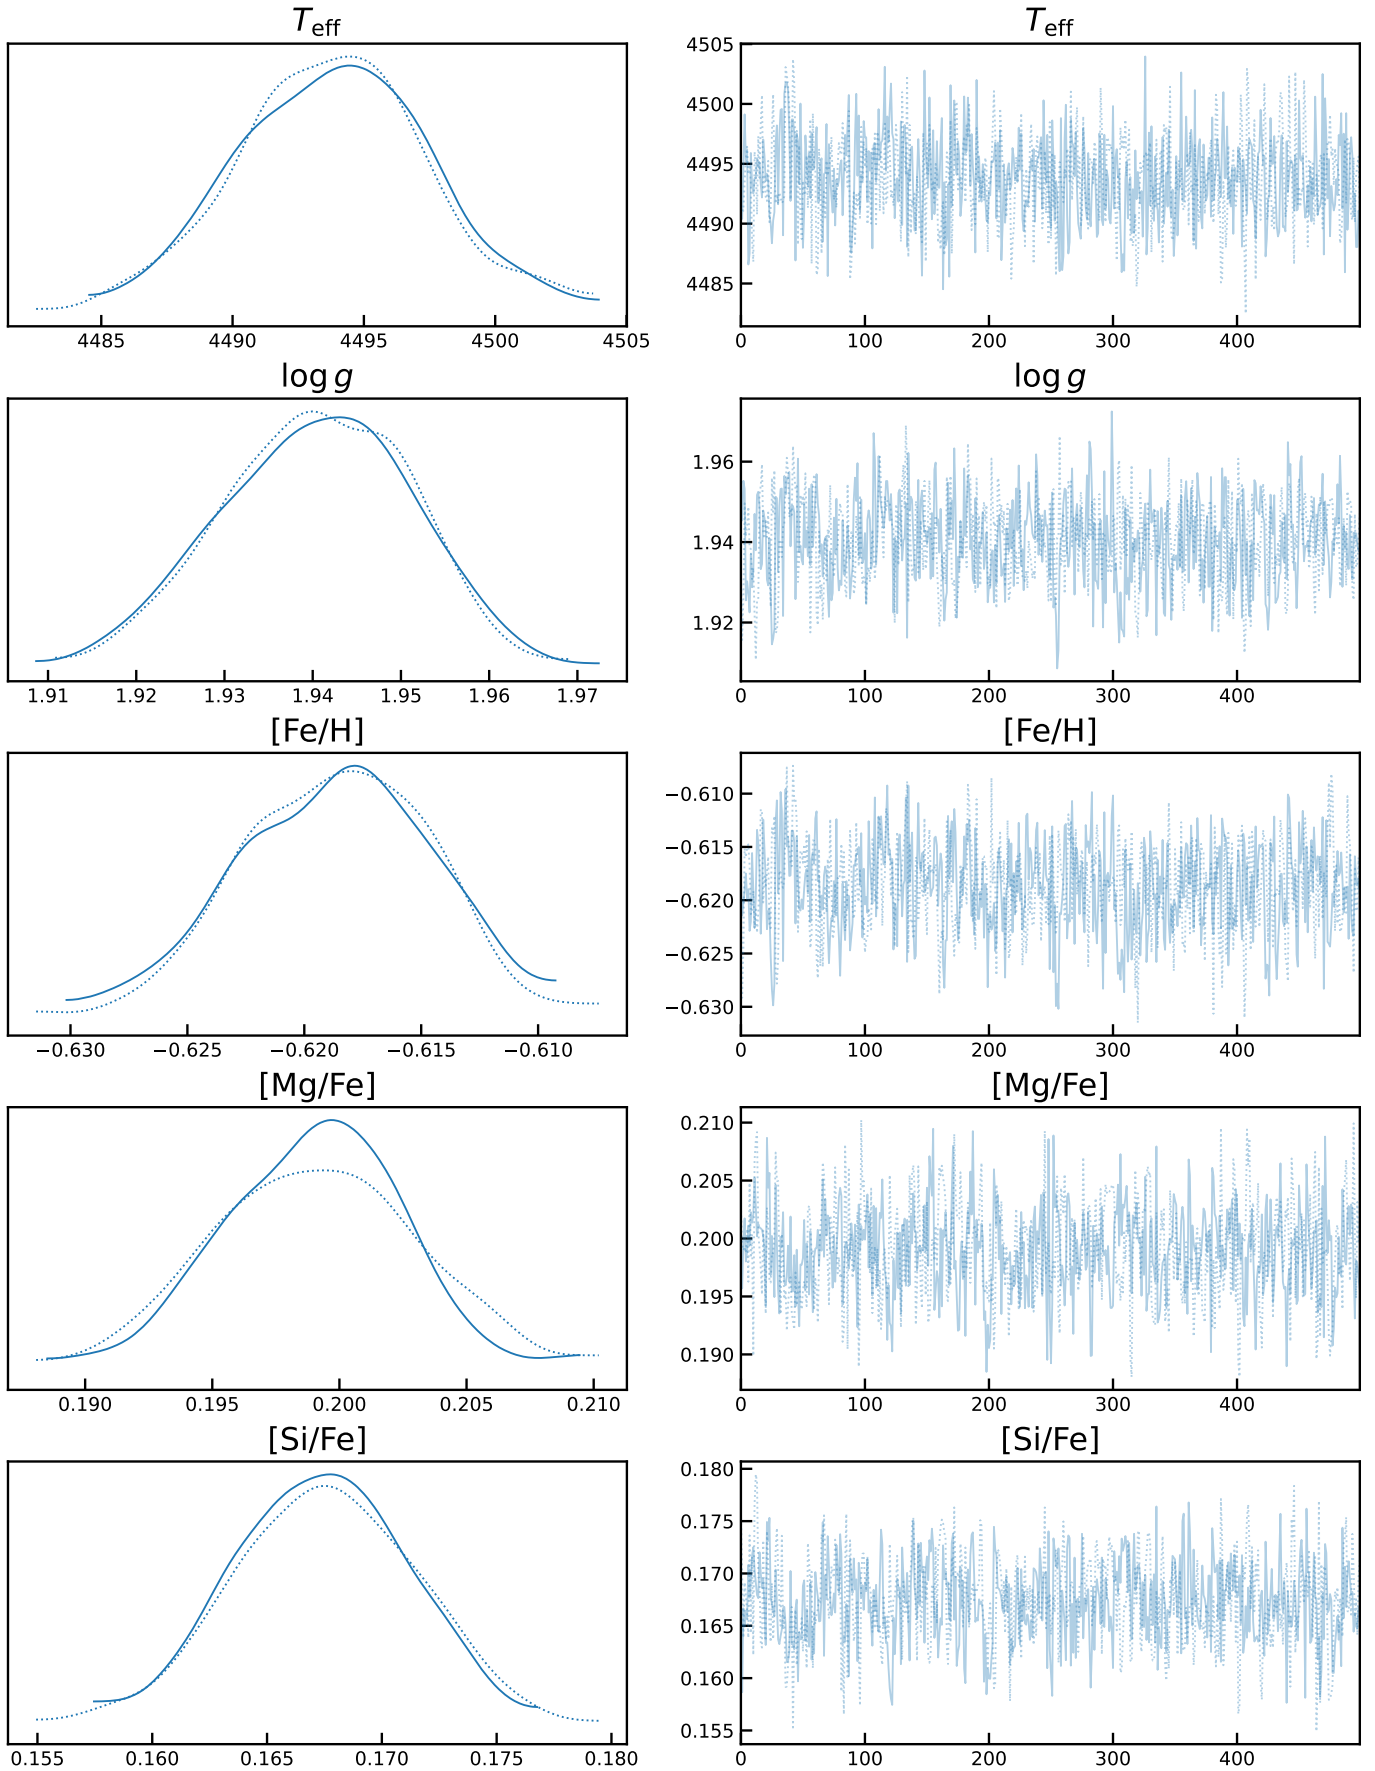 T_eff T_eff
4505
4500
4495
4490
4485
4485 4490 4495 4500 4505 0 100 200 300 400
log g log g
1.96
1.94
1.92
1.91 1.92 1.93 1.94 1.95 1.96 1.97 0 100 200 300 400
[Fe/H] [Fe/H]
−0.610
−0.615
−0.620
−0.625
−0.630
−0.630 −0.625 −0.620 −0.615 −0.610 0 100 200 300 400
[Mg/Fe] [Mg/Fe]
0.210
0.205
0.200
0.195
0.190
0.190 0.195 0.200 0.205 0.210 0 100 200 300 400
[Si/Fe] [Si/Fe]
0.180
0.175
0.170
0.165
0.160
0.155
0.155 0.160 0.165 0.170 0.175 0.180 0 100 200 300 400